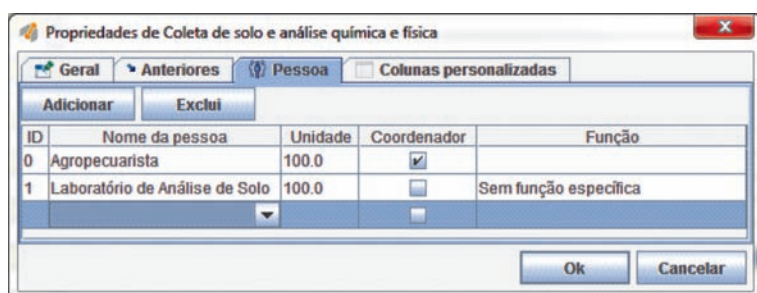 Propriedades de Coleta de solo e análise química e física
Geral Anteriores Pessoa Colunas personalizadas
Adicionar Exclui
ID Nome da pessoa Unidade Coordenador Função
0 Agropecuarista 100.0
1 Laboratório de Análise de Solo 100.0 Sem função específica
Ok Cancelar